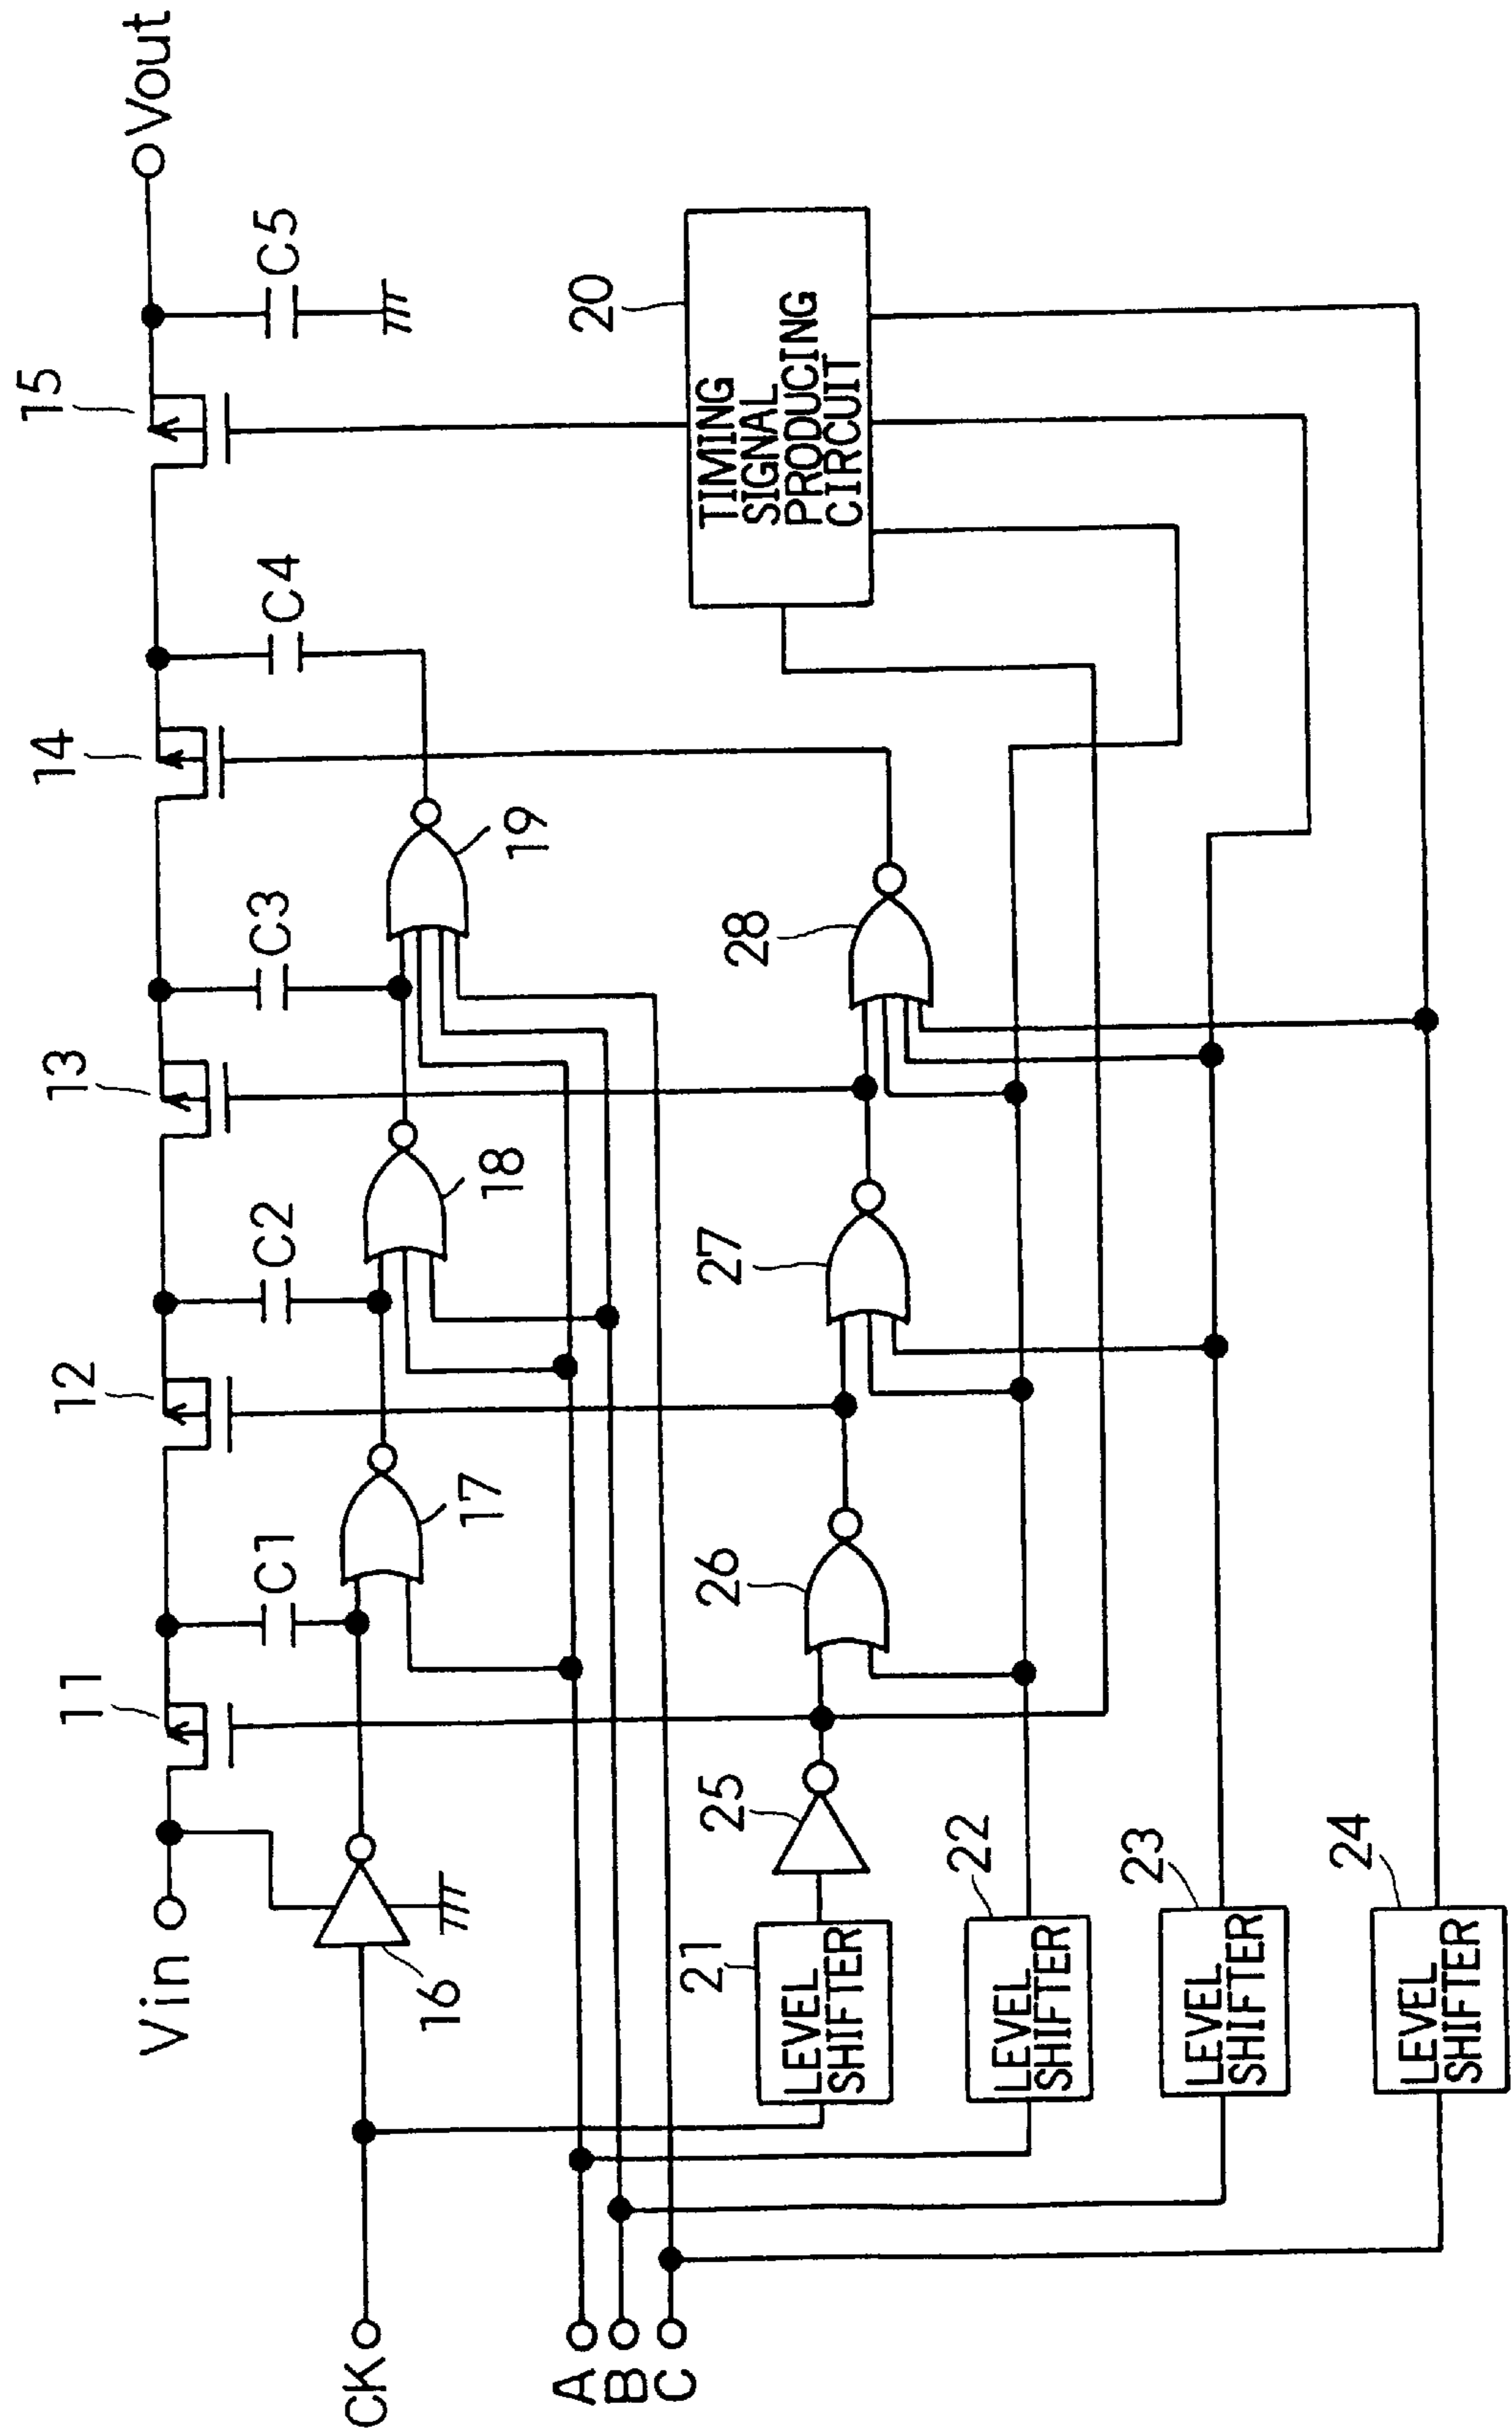 11
12
13
14
15
Vin
Vout
C1
C2
C3
C4
C5
16
17
18
19
CK
A
B
C
20
TIMING
SIGNAL
PRODUCING
CIRCUIT
21
LEVEL
SHIFTER
25
26
27
28
22
LEVEL
SHIFTER
23
LEVEL
SHIFTER
24
LEVEL
SHIFTER